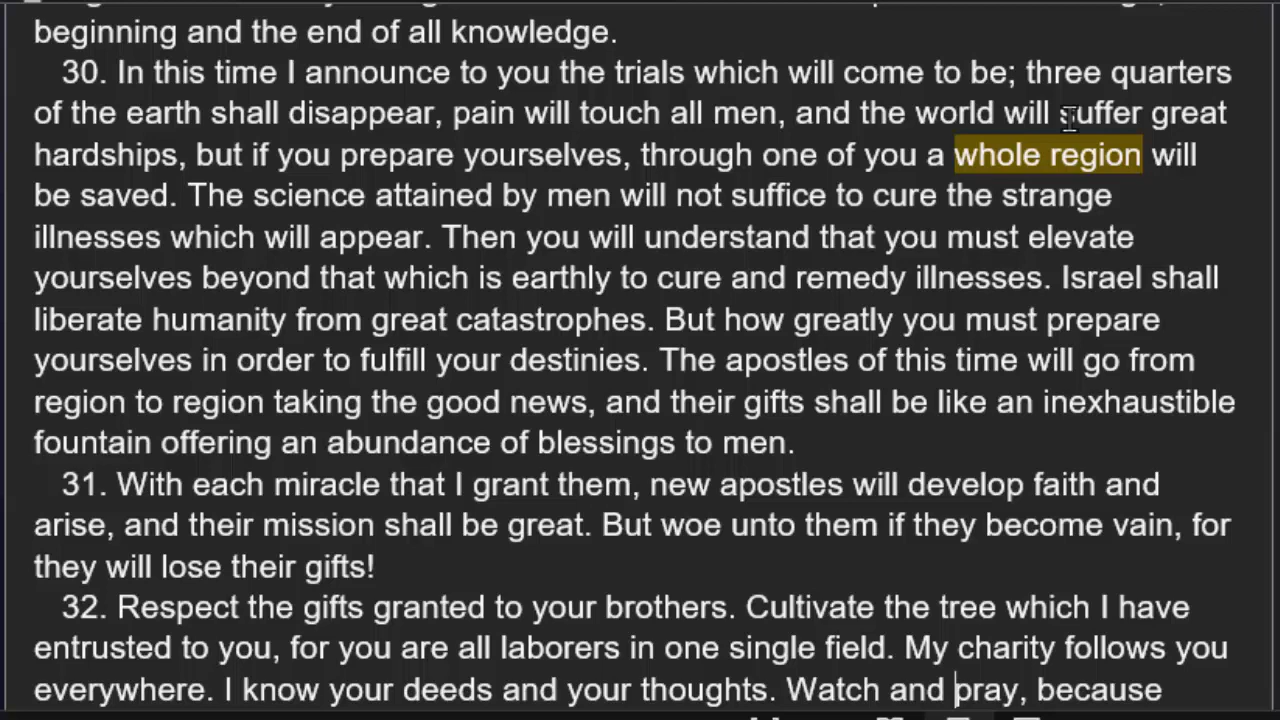 beginning and the end of all knowledge.
30. In this time I announce to you the trials which will come to be; three quarters
of the earth shall disappear, pain will touch all men, and the world will suffer great
hardships, but if you prepare yourselves, through one of you a whole region will
be saved. The science attained by men will not suffice to cure the strange
illnesses which will appear. Then you will understand that you must elevate
yourselves beyond that which is earthly to cure and remedy illnesses. Israel shall
liberate humanity from great catastrophes. But how greatly you must prepare
yourselves in order to fulfill your destinies. The apostles of this time will go from
region to region taking the good news, and their gifts shall be like an inexhaustible
fountain offering an abundance of blessings to men.
31. With each miracle that I grant them, new apostles will develop faith and
arise, and their mission shall be great. But woe unto them if they become vain, for
they will lose their gifts!
32. Respect the gifts granted to your brothers. Cultivate the tree which I have
entrusted to you, for you are all laborers in one single field. My charity follows you
everywhere. I know your deeds and your thoughts. Watch and pray, because